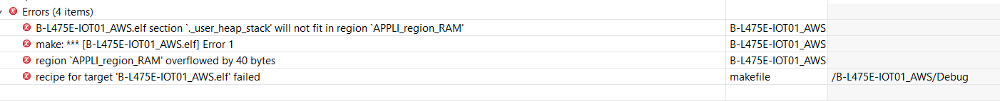 Errors (4 items)
B-L475E-IOT01_AWS.elf section `._user_heap_stack' will not fit in region `APPLI_region_RAM' B-L475E-IOT01_AWS
make: *** [B-L475E-IOT01_AWS.elf] Error 1 B-L475E-IOT01_AWS
region `APPLI_region_RAM' overflowed by 40 bytes B-L475E-IOT01_AWS
recipe for target 'B-L475E-IOT01_AWS.elf' failed makefile /B-L475E-IOT01_AWS/Debug